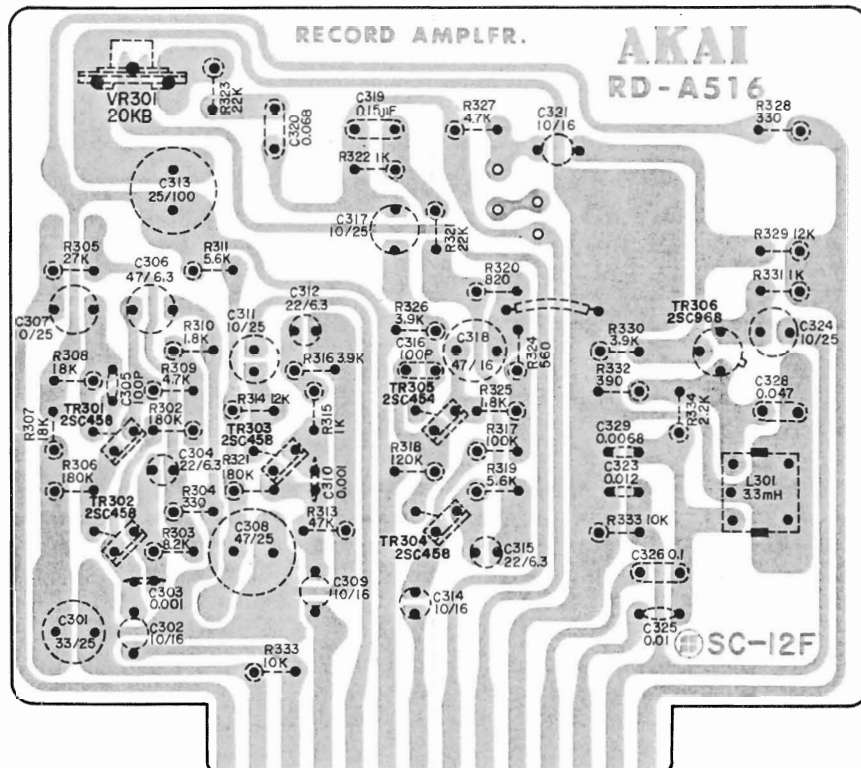 RECORD AMPLFR.
AKAI
RD-A516
VR301
20KB
R323
22K
C320
0.068
C319
0.15µF
R322 1K
R327
4.7K
C321
10/16
R328
330
C313
25/100
C317
10/25
R321
22K
R329 12K
R331 1K
R305
27K
C306
47/6.3
R311
5.6K
R320
820
TR306
2SC968
C307
10/25
R310
1.8K
C311
10/25
C312
22/6.3
R326
3.9K
C318
47/16
R324
560
R330
3.9K
C324
10/25
R308
18K
C305
100P
R309
4.7K
R316 3.9K
C316
100P
TR305
2SC454
R332
390
R334
2.2K
C328
0.047
R307
18K
TR301
2SC458
R302
180K
R314 12K
TR303
2SC458
R315
1K
R325
1.8K
R317
100K
C329
0.0068
R306
180K
C304
22/6.3
R321
180K
C310
0.001
R318
120K
R319
5.6K
C323
0.012
L301
3.3mH
TR302
2SC458
R304
330
R303
8.2K
C308
47/25
R313
47K
TR304
2SC458
C315
22/6.3
R333 10K
C326 0.1
C303
0.001
C309
10/16
C314
10/16
C325
0.01
C301
33/25
C302
10/16
R333
10K
SC-12F